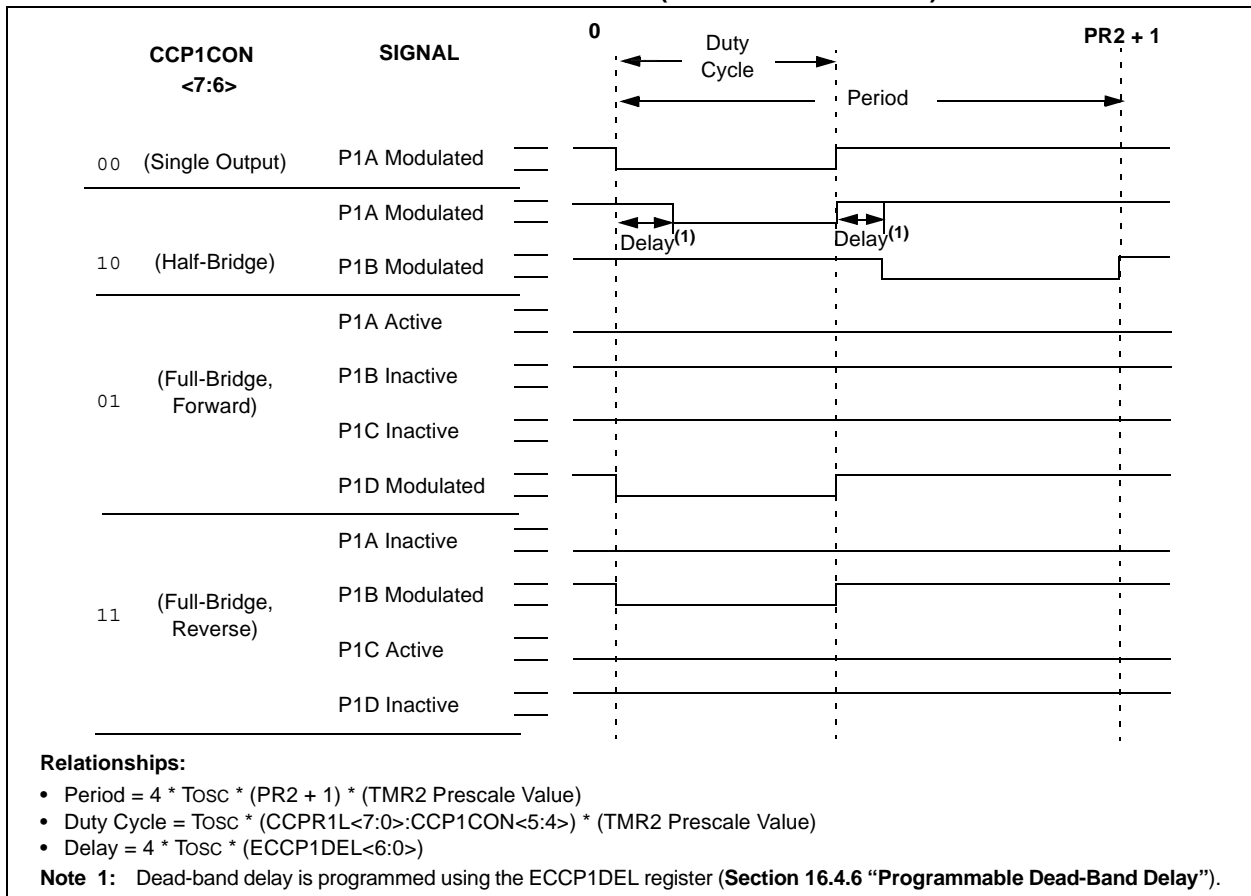 0
Duty
Cycle
PR2 + 1
CCP1CON
<7:6>
SIGNAL
Period
00 (Single Output) P1A Modulated
P1A Modulated
Delay(1) Delay(1)
10 (Half-Bridge) P1B Modulated
P1A Active
P1B Inactive
01 (Full-Bridge,
Forward)
P1C Inactive
P1D Modulated
P1A Inactive
P1B Modulated
11 (Full-Bridge,
Reverse)
P1C Active
P1D Inactive
Relationships:
• Period = 4 * TOSC * (PR2 + 1) * (TMR2 Prescale Value)
• Duty Cycle = TOSC * (CCPR1L<7:0>:CCP1CON<5:4>) * (TMR2 Prescale Value)
• Delay = 4 * TOSC * (ECCP1DEL<6:0>)
Note 1: Dead-band delay is programmed using the ECCP1DEL register (Section 16.4.6 “Programmable Dead-Band Delay”).